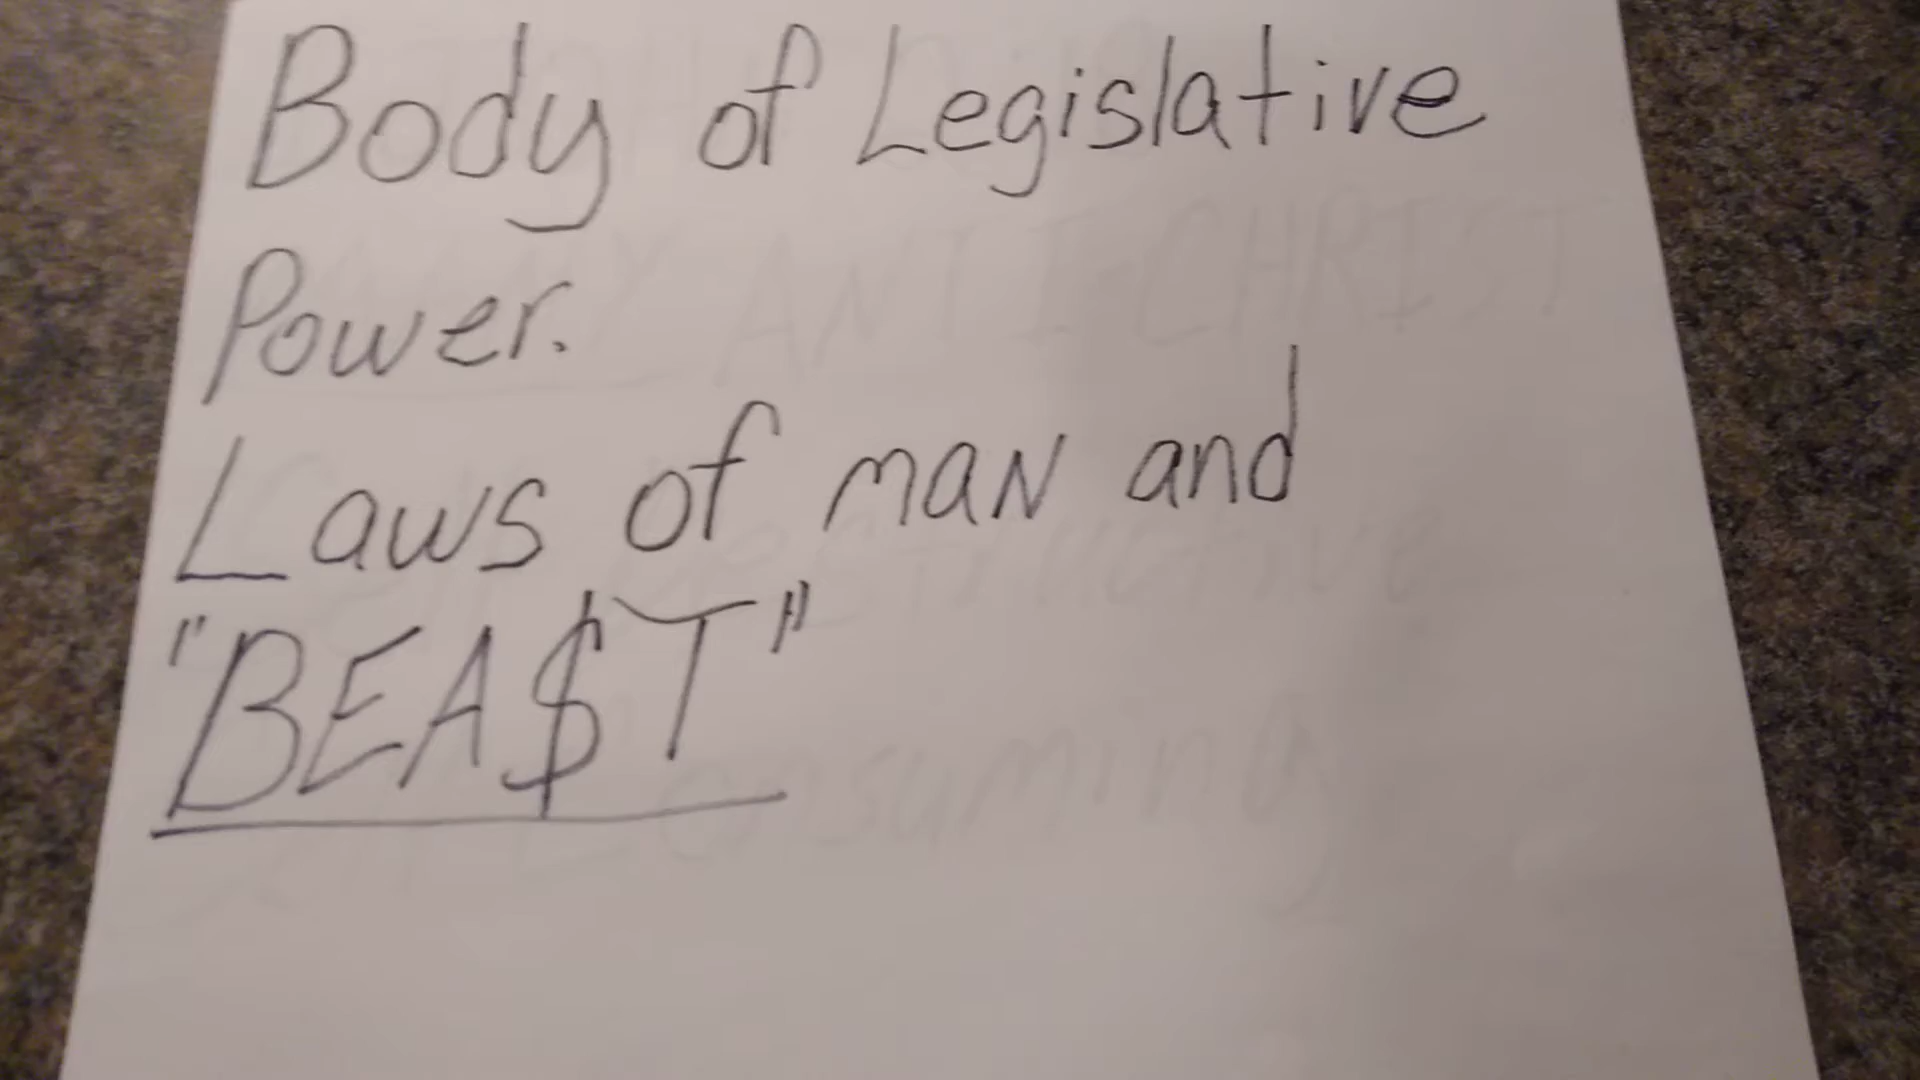 Body of Legislative
Power.
Laws of maN and
"BEA$T"